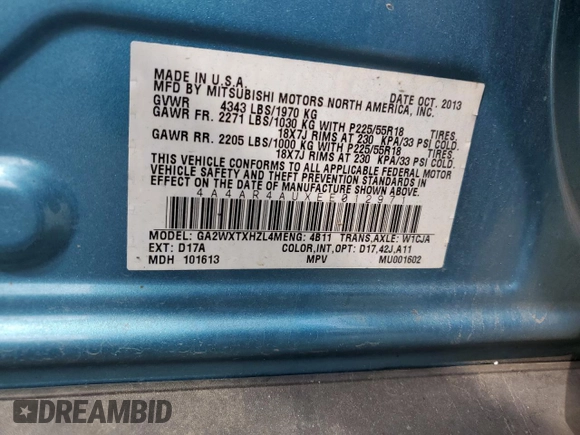 MADE IN U.S.A.
MFD BY MITSUBISHI MOTORS NORTH AMERICA, INC.
DATE OCT. 2013
GVWR 4343 LBS/1970 KG
GAWR FR. 2271 LBS/1030 KG WITH P225/55R18 TIRES,
18X7J RIMS AT 230 KPA/33 PSI COLD.
GAWR RR. 2205 LBS/1000 KG WITH P225/55R18 TIRES,
18X7J RIMS AT 230 KPA/33 PSI COLD.
THIS VEHICLE CONFORMS TO ALL APPLICABLE FEDERAL MOTOR
VEHICLE SAFETY AND THEFT PREVENTION STANDARDS IN
EFFECT ON THE DATE OF MANUFACTURE SHOWN ABOVE.
4A4AR4AUXEE012971
MODEL: GA2WXTXHZL4MENG: 4B11 TRANS,AXLE: W1CJA
EXT: D17A COLOR,INT,OPT: D17,42J,A11
MDH 101613 MPV MU001602
DREAMBID